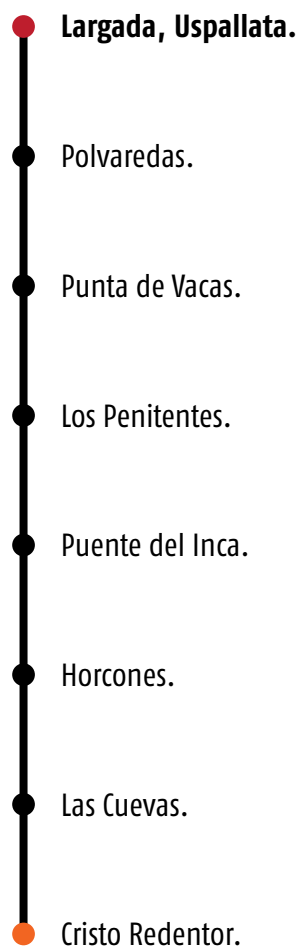 Largada, Uspallata.
Polvaredas.
Punta de Vacas.
Los Penitentes.
Puente del Inca.
Horcones.
Las Cuevas.
Cristo Redentor.